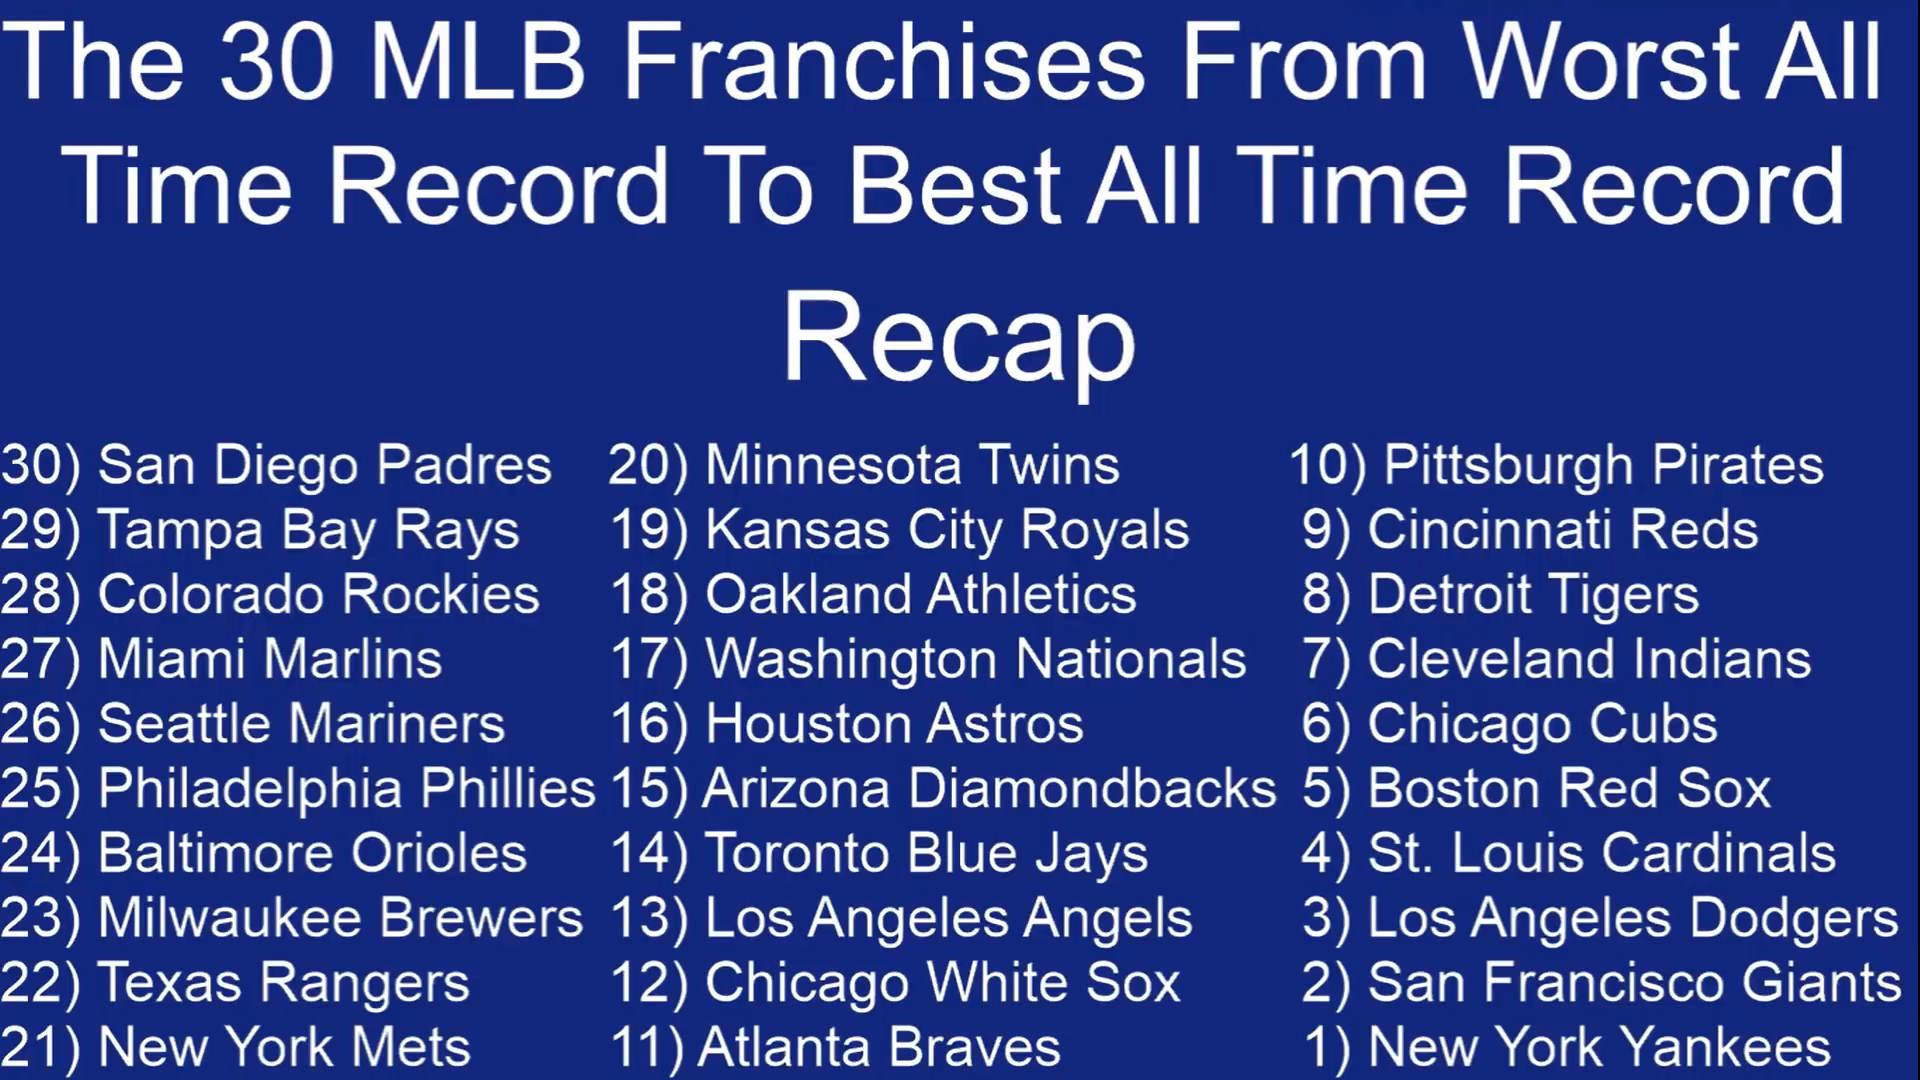 The 30 MLB Franchises From Worst All
Time Record To Best All Time Record
Recap
30) San Diego Padres
29) Tampa Bay Rays
28) Colorado Rockies
27) Miami Marlins
26) Seattle Mariners
25) Philadelphia Phillies
24) Baltimore Orioles
23) Milwaukee Brewers
22) Texas Rangers
21) New York Mets
20) Minnesota Twins
19) Kansas City Royals
18) Oakland Athletics
17) Washington Nationals
16) Houston Astros
15) Arizona Diamondbacks
14) Toronto Blue Jays
13) Los Angeles Angels
12) Chicago White Sox
11) Atlanta Braves
10) Pittsburgh Pirates
9) Cincinnati Reds
8) Detroit Tigers
7) Cleveland Indians
6) Chicago Cubs
5) Boston Red Sox
4) St. Louis Cardinals
3) Los Angeles Dodgers
2) San Francisco Giants
1) New York Yankees